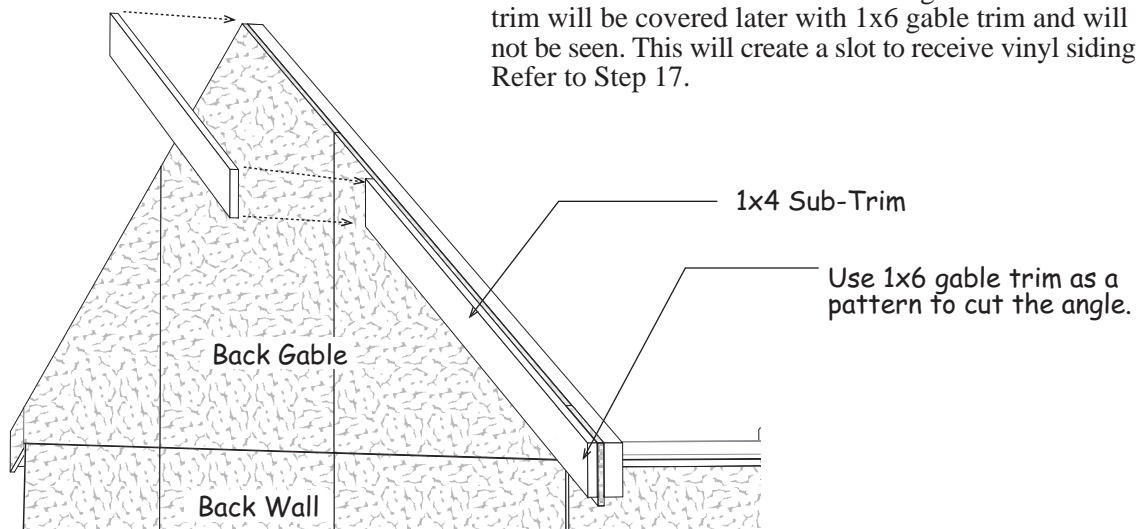 trim will be covered later with 1x6 gable trim and will
not be seen. This will create a slot to receive vinyl siding
Refer to Step 17.
1x4 Sub-Trim
Use 1x6 gable trim as a
pattern to cut the angle.
Back Gable
Back Wall